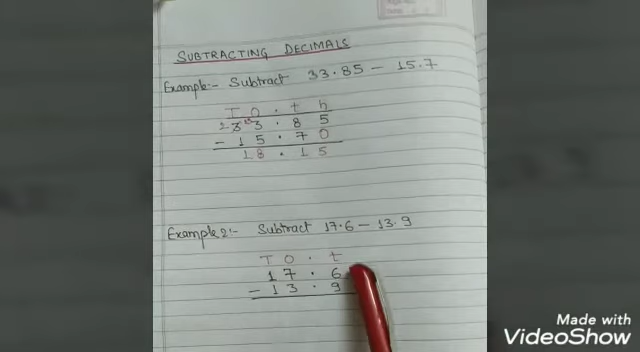 SUBTRACTING DECIMALS
Example:- Subtract 33.85 - 15.7
T O . t h
2 3 3 . 8 5
- 1 5 . 7 0
1 8 . 1 5
Example 2:- Subtract 17.6 - 13.9
T O . t
1 7 . 6
- 1 3 . 9
Made with
VideoShow